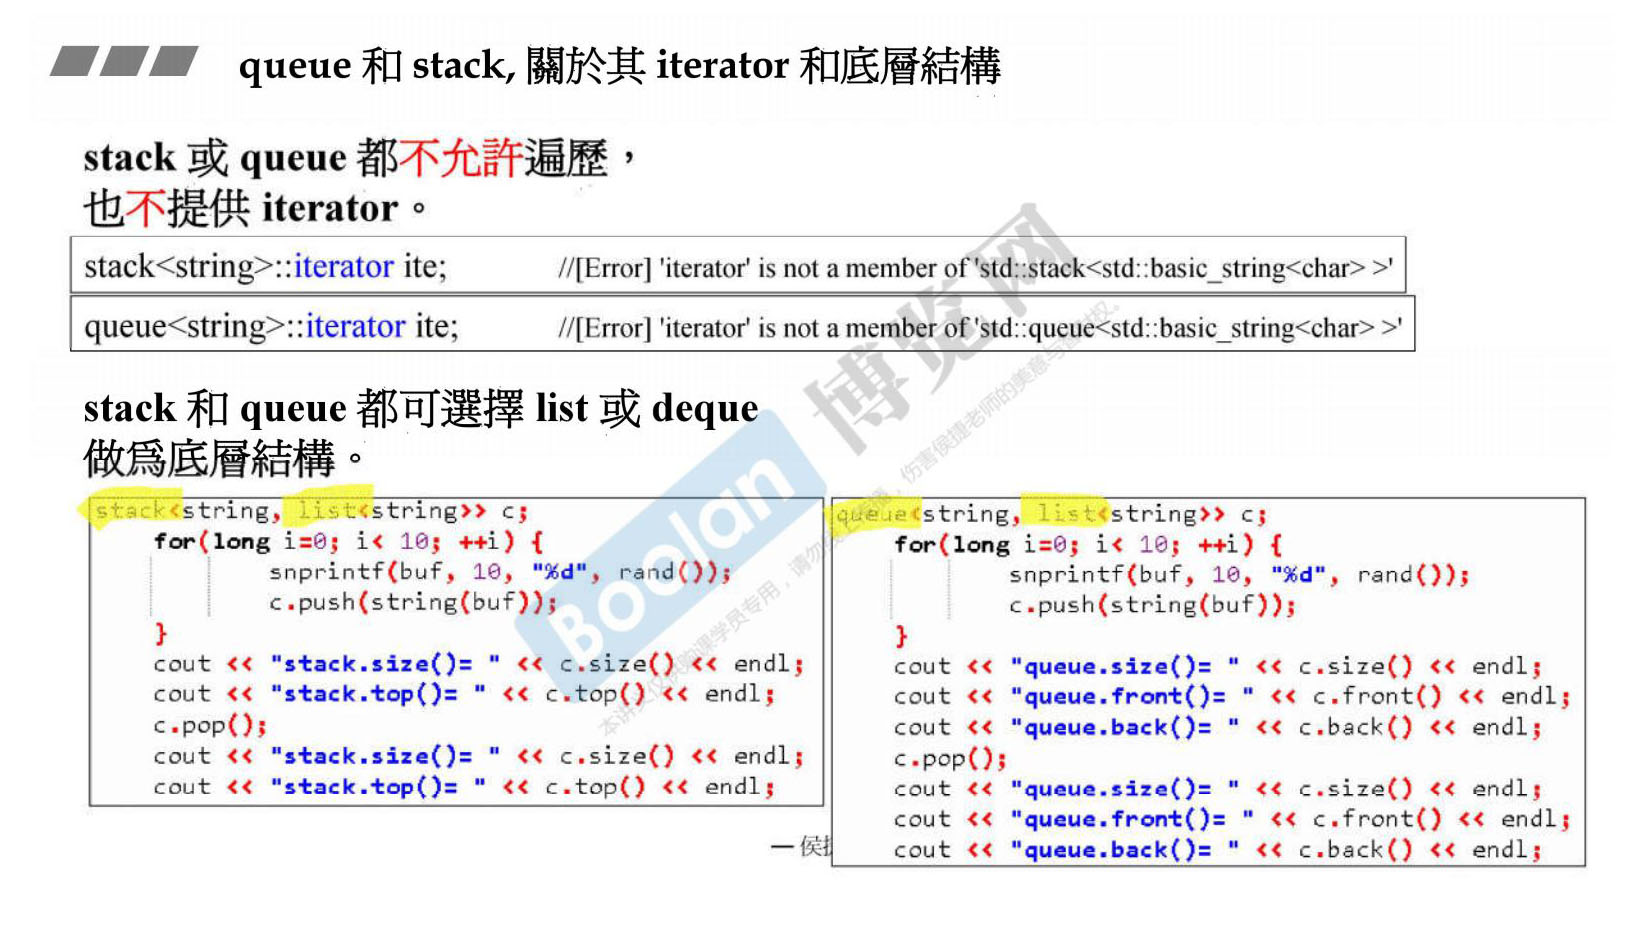 queue 和 stack, 關於其 iterator 和底層結構
stack 或 queue 都不允許遍歷，
也不提供 iterator。
stack<string>::iterator ite; //[Error] 'iterator' is not a member of 'std::stack<std::basic_string<char> >'
queue<string>::iterator ite; //[Error] 'iterator' is not a member of 'std::queue<std::basic_string<char> >'
stack 和 queue 都可選擇 list 或 deque
做為底層結構。
stack<string, list<string>> c;
for(long i=0; i< 10; ++i) {
snprintf(buf, 10, "%d", rand());
c.push(string(buf));
}
cout << "stack.size()= " << c.size() << endl;
cout << "stack.top()= " << c.top() << endl;
c.pop();
cout << "stack.size()= " << c.size() << endl;
cout << "stack.top()= " << c.top() << endl;
queue<string, list<string>> c;
for(long i=0; i< 10; ++i) {
snprintf(buf, 10, "%d", rand());
c.push(string(buf));
}
cout << "queue.size()= " << c.size() << endl;
cout << "queue.front()= " << c.front() << endl;
cout << "queue.back()= " << c.back() << endl;
c.pop();
cout << "queue.size()= " << c.size() << endl;
cout << "queue.front()= " << c.front() << endl;
cout << "queue.back()= " << c.back() << endl;
— 侯
Boolan 博览网